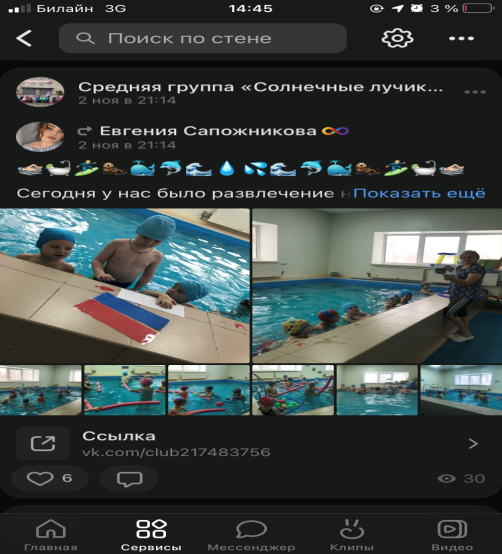 Билайн 3G 14:45 3 %
Поиск по стене
Средняя группа «Солнечные лучик...
2 ноя в 21:14
Евгения Сапожникова
2 ноя в 21:14
Сегодня у нас было развлечение н Показать ещё
Ссылка
vk.com/club217483756
6 30
Главная Сервисы Мессенджер Клипы Видео